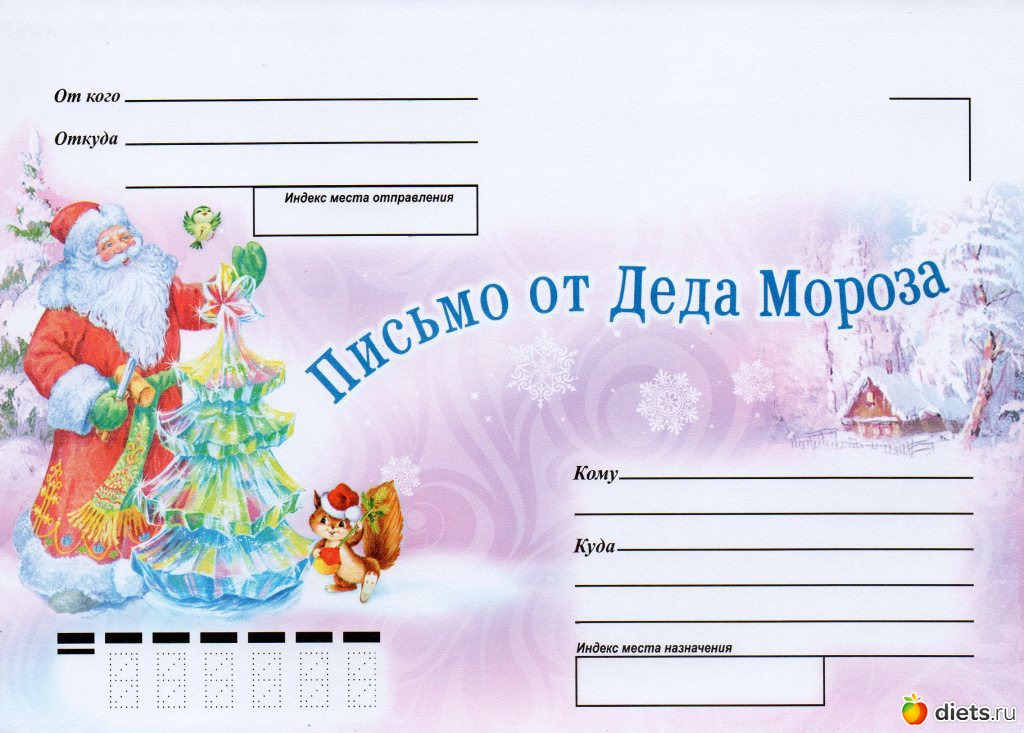 От кого
Откуда
Индекс места отправления
Письмо от Деда Мороза
Кому
Куда
Индекс места назначения
diets.ru